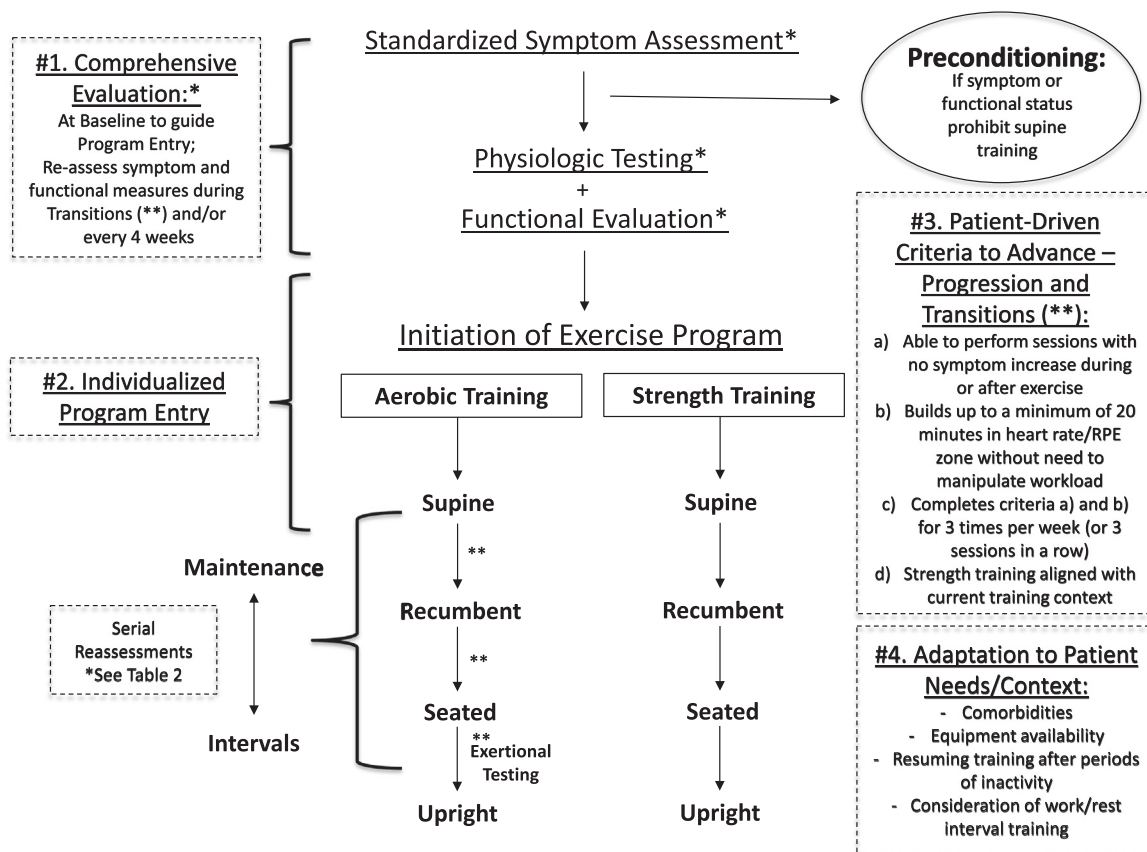 #1. Comprehensive
Evaluation:*
At Baseline to guide
Program Entry;
Re-assess symptom and
functional measures during
Transitions (**) and/or
every 4 weeks
Standardized Symptom Assessment*
Preconditioning:
If symptom or
functional status
prohibit supine
training
Physiologic Testing*
+
Functional Evaluation*
#2. Individualized
Program Entry
Initiation of Exercise Program
Aerobic Training
Strength Training
Supine
**
Recumbent
**
Seated
**
Exertional
Testing
Upright
Supine
Recumbent
Seated
Upright
Maintenance
Serial
Reassessments
*See Table 2
Intervals
#3. Patient-Driven
Criteria to Advance –
Progression and
Transitions (**):
a) Able to perform sessions with
no symptom increase during
or after exercise
b) Builds up to a minimum of 20
minutes in heart rate/RPE
zone without need to
manipulate workload
c) Completes criteria a) and b)
for 3 times per week (or 3
sessions in a row)
d) Strength training aligned with
current training context
#4. Adaptation to Patient
Needs/Context:
- Comorbidities
- Equipment availability
- Resuming training after periods
of inactivity
- Consideration of work/rest
interval training